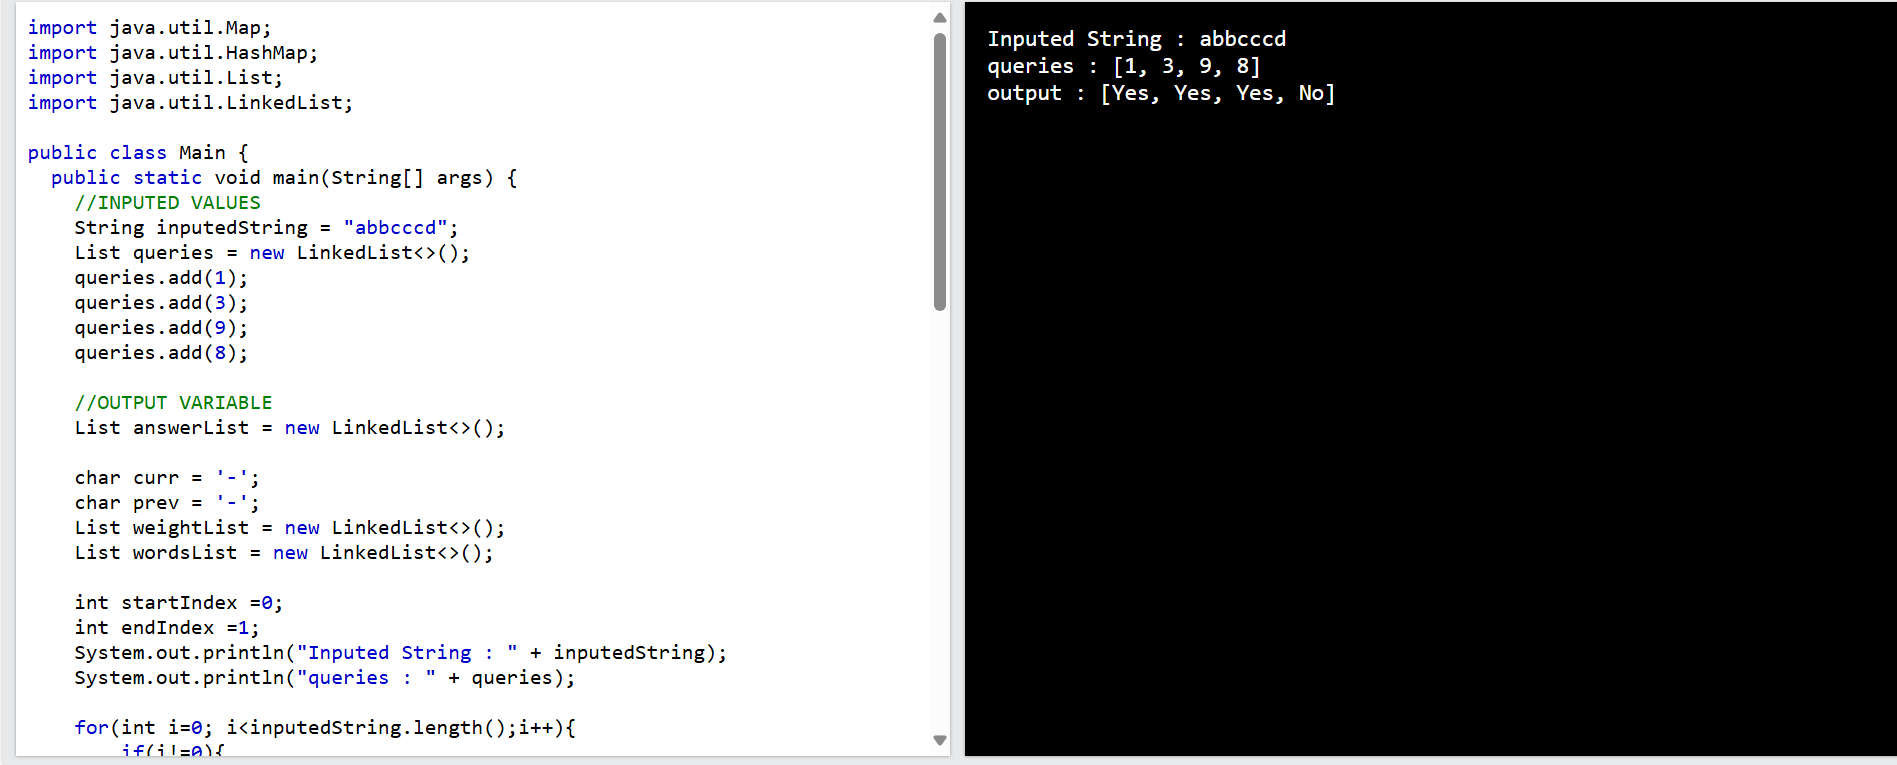 import java.util.Map;
import java.util.HashMap;
import java.util.List;
import java.util.LinkedList;
public class Main {
public static void main(String[] args) {
//INPUTED VALUES
String inputedString = "abbcccd";
List queries = new LinkedList<>();
queries.add(1);
queries.add(3);
queries.add(9);
queries.add(8);
//OUTPUT VARIABLE
List answerList = new LinkedList<>();
char curr = '-';
char prev = '-';
List weightList = new LinkedList<>();
List wordsList = new LinkedList<>();
int startIndex =0;
int endIndex =1;
System.out.println("Inputed String : " + inputedString);
System.out.println("queries : " + queries);
for(int i=0; i<inputedString.length();i++){
if(i!=0){
Inputed String : abbcccd
queries : [1, 3, 9, 8]
output : [Yes, Yes, Yes, No]